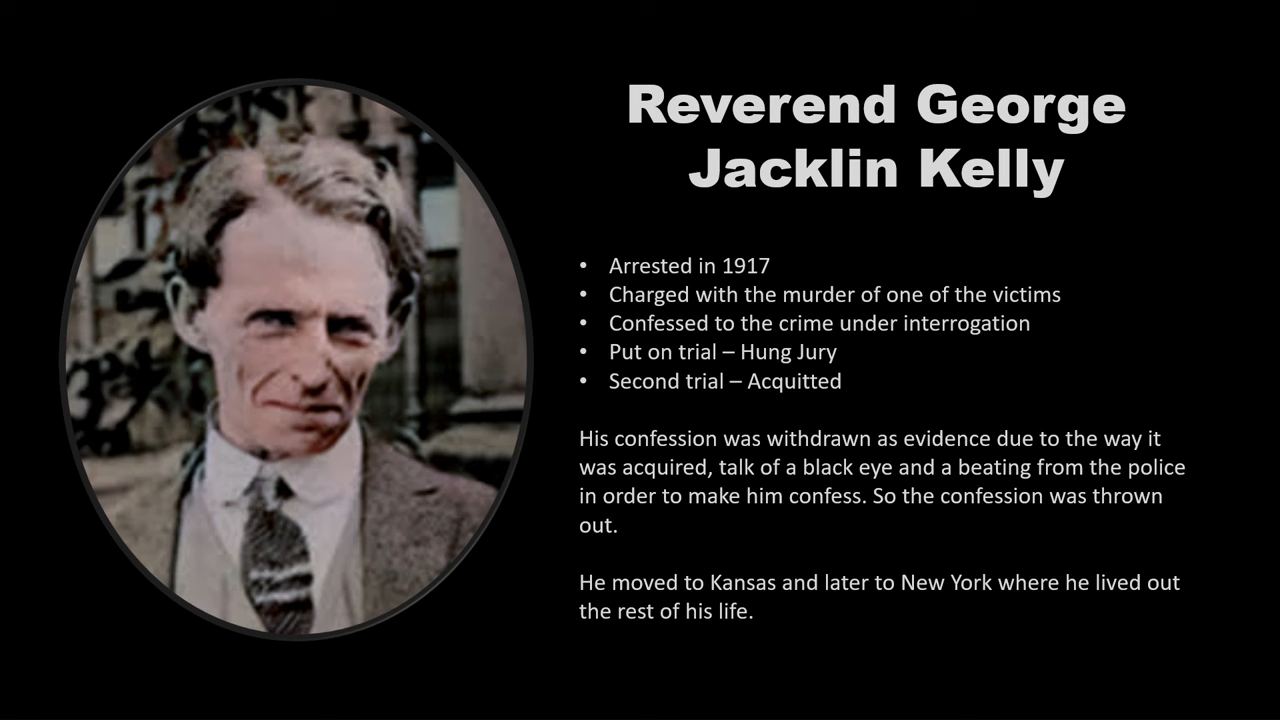 Reverend George
Jacklin Kelly
• Arrested in 1917
• Charged with the murder of one of the victims
• Confessed to the crime under interrogation
• Put on trial – Hung Jury
• Second trial – Acquitted
His confession was withdrawn as evidence due to the way it
was acquired, talk of a black eye and a beating from the police
in order to make him confess. So the confession was thrown
out.
He moved to Kansas and later to New York where he lived out
the rest of his life.